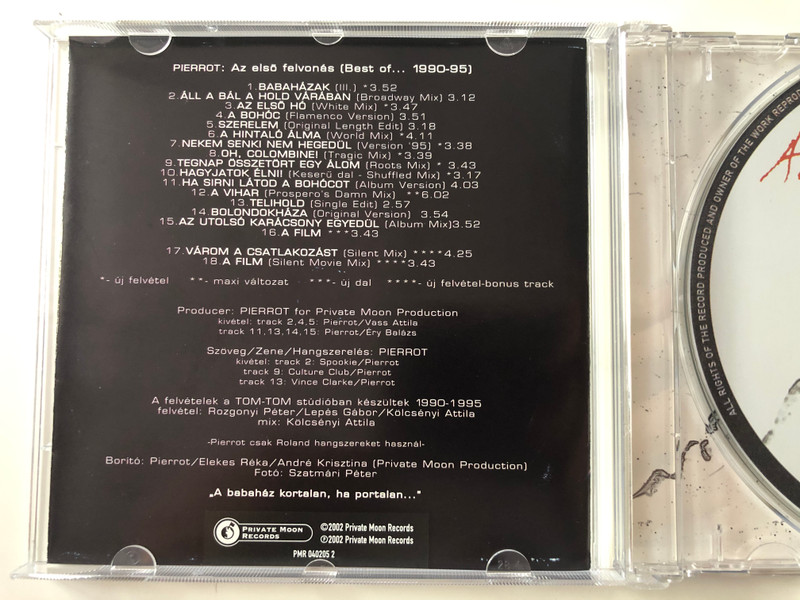 PIERROT: Az első felvonás (Best of... 1990-95)
1.BABAHÁZAK (III.) *3.52
2.ÁLL A BÁL A HOLD VÁRÁBAN (Broadway Mix) 3.12
3.AZ ELSŐ HÓ (White Mix) *3.47
4.A BOHÓC (Flamenco Version) 3.51
5.SZERELEM (Original Length Edit) 3.18
6.A HINTALÓ ÁLMA (World Mix) *4.11
7.NEKEM SENKI NEM HEGEDÜL (Version '95) *3.38
8.OH, COLOMBINE! (Tragic Mix) *3.39
9.TEGNAP ÖSSZETÖRT EGY ÁLOM (Roots Mix) * 3.43
10.HAGYJATOK ÉLNI! (Keserű dal - Shuffled Mix) *3.17
11.HA SIRNI LÁTOD A BOHÓCOT (Album Version) 4.03
12.A VIHAR (Prospero's Damn Mix) **6.02
13.TELIHOLD (Single Edit) 2.57
14.BOLONDOKHÁZA (Original Version) 3.54
15.AZ UTOLSÓ KARÁCSONY EGYEDÜL (Album Mix)3.52
16.A FILM ***3.43
17.VÁROM A CSATLAKOZÁST (Silent Mix) ****4.25
18.A FILM (Silent Movie Mix) ****3.43
*- új felvétel **- maxi változat ***- új dal ****- új felvétel-bonus track
Producer: PIERROT for Private Moon Production
kivétel: track 2,4,5: Pierrot/Vass Attila
track 11,13,14,15: Pierrot/Éry Balázs
Szöveg/Zene/Hangszerelés: PIERROT
kivétel: track 2: Spookie/Pierrot
track 9: Culture Club/Pierrot
track 13: Vince Clarke/Pierrot
A felvételek a TOM-TOM stúdióban készültek 1990-1995
felvétel: Rozgonyi Péter/Lepés Gábor/Kölcsényi Attila
mix: Kölcsényi Attila
-Pierrot csak Roland hangszereket használ-
Borító: Pierrot/Elekes Réka/André Krisztina (Private Moon Production)
Fotó: Szatmári Péter
„A babaház kortalan, ha portalan..."
PRIVATE MOON RECORDS
©2002 Private Moon Records
℗2002 Private Moon Records
PMR 040205 2
ALL RIGHTS OF THE RECORD PRODUCED AND OWNER OF THE WORK